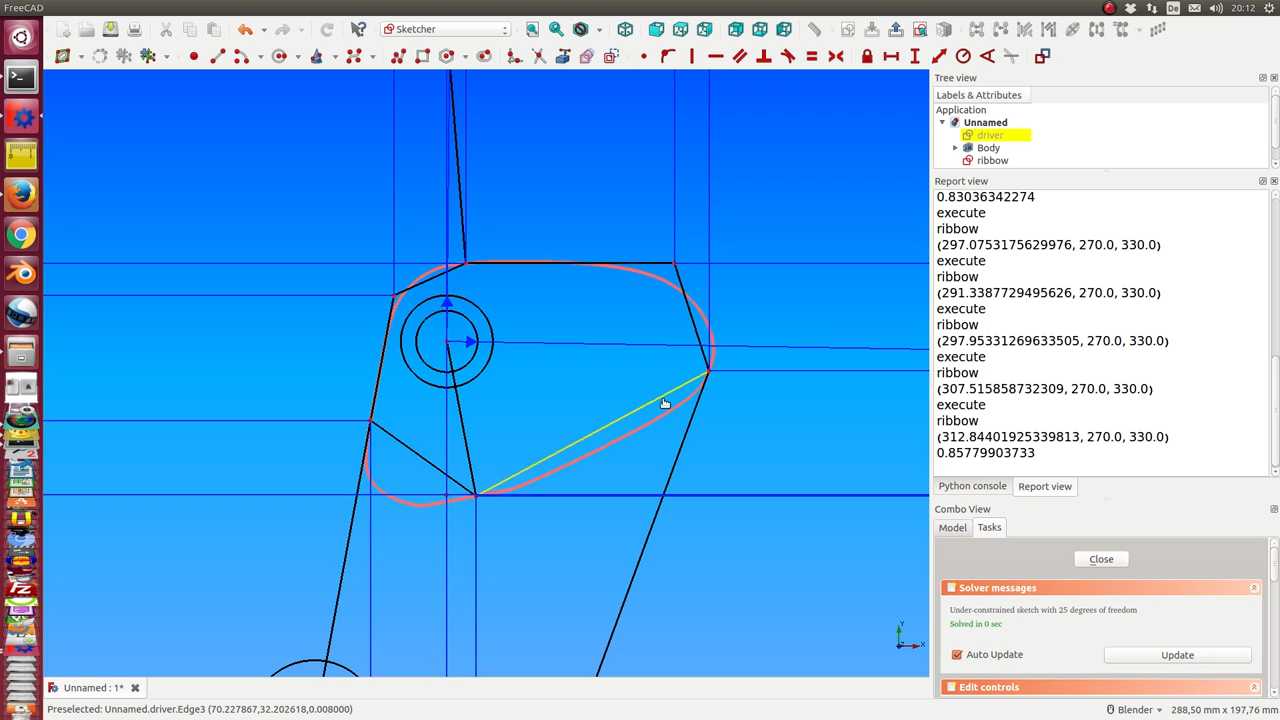 FreeCAD
De
20:12
Sketcher
Tree view
Labels & Attributes
Application
Unnamed
driver
Body
ribbow
Report view
0.83036342274
execute
ribbow
(297.0753175629976, 270.0, 330.0)
execute
ribbow
(291.3387729495626, 270.0, 330.0)
execute
ribbow
(297.95331269633505, 270.0, 330.0)
execute
ribbow
(307.515858732309, 270.0, 330.0)
execute
ribbow
(312.84401925339813, 270.0, 330.0)
0.85779903733
Python console
Report view
Combo View
Model
Tasks
Close
Solver messages
Under-constrained sketch with 25 degrees of freedom
Solved in 0 sec
Auto Update
Update
Edit controls
Y
X
Unnamed : 1*
Preselected: Unnamed.driver.Edge3 (70.227867,32.202618,0.008000)
Blender
288,50 mm x 197,76 mm